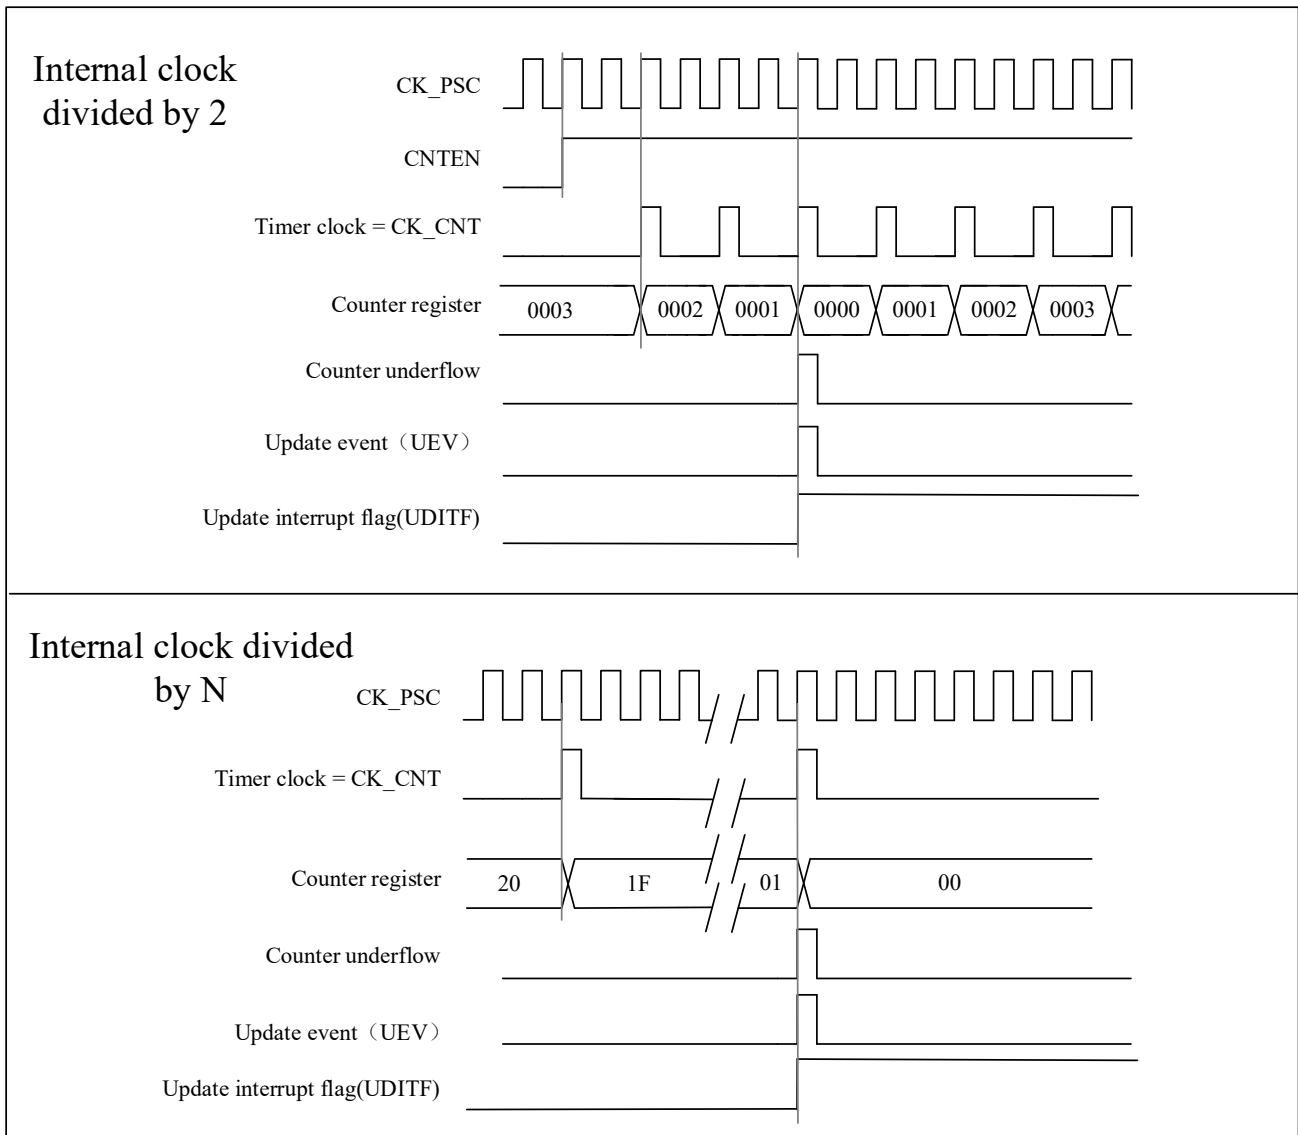 Internal clock
divided by 2
CK_PSC
CNTEN
Timer clock = CK_CNT
Counter register
0003 0002 0001 0000 0001 0002 0003
Counter underflow
Update event（UEV）
Update interrupt flag(UDITF)
Internal clock divided
by N
CK_PSC
Timer clock = CK_CNT
Counter register
20 1F 01 00
Counter underflow
Update event（UEV）
Update interrupt flag(UDITF)